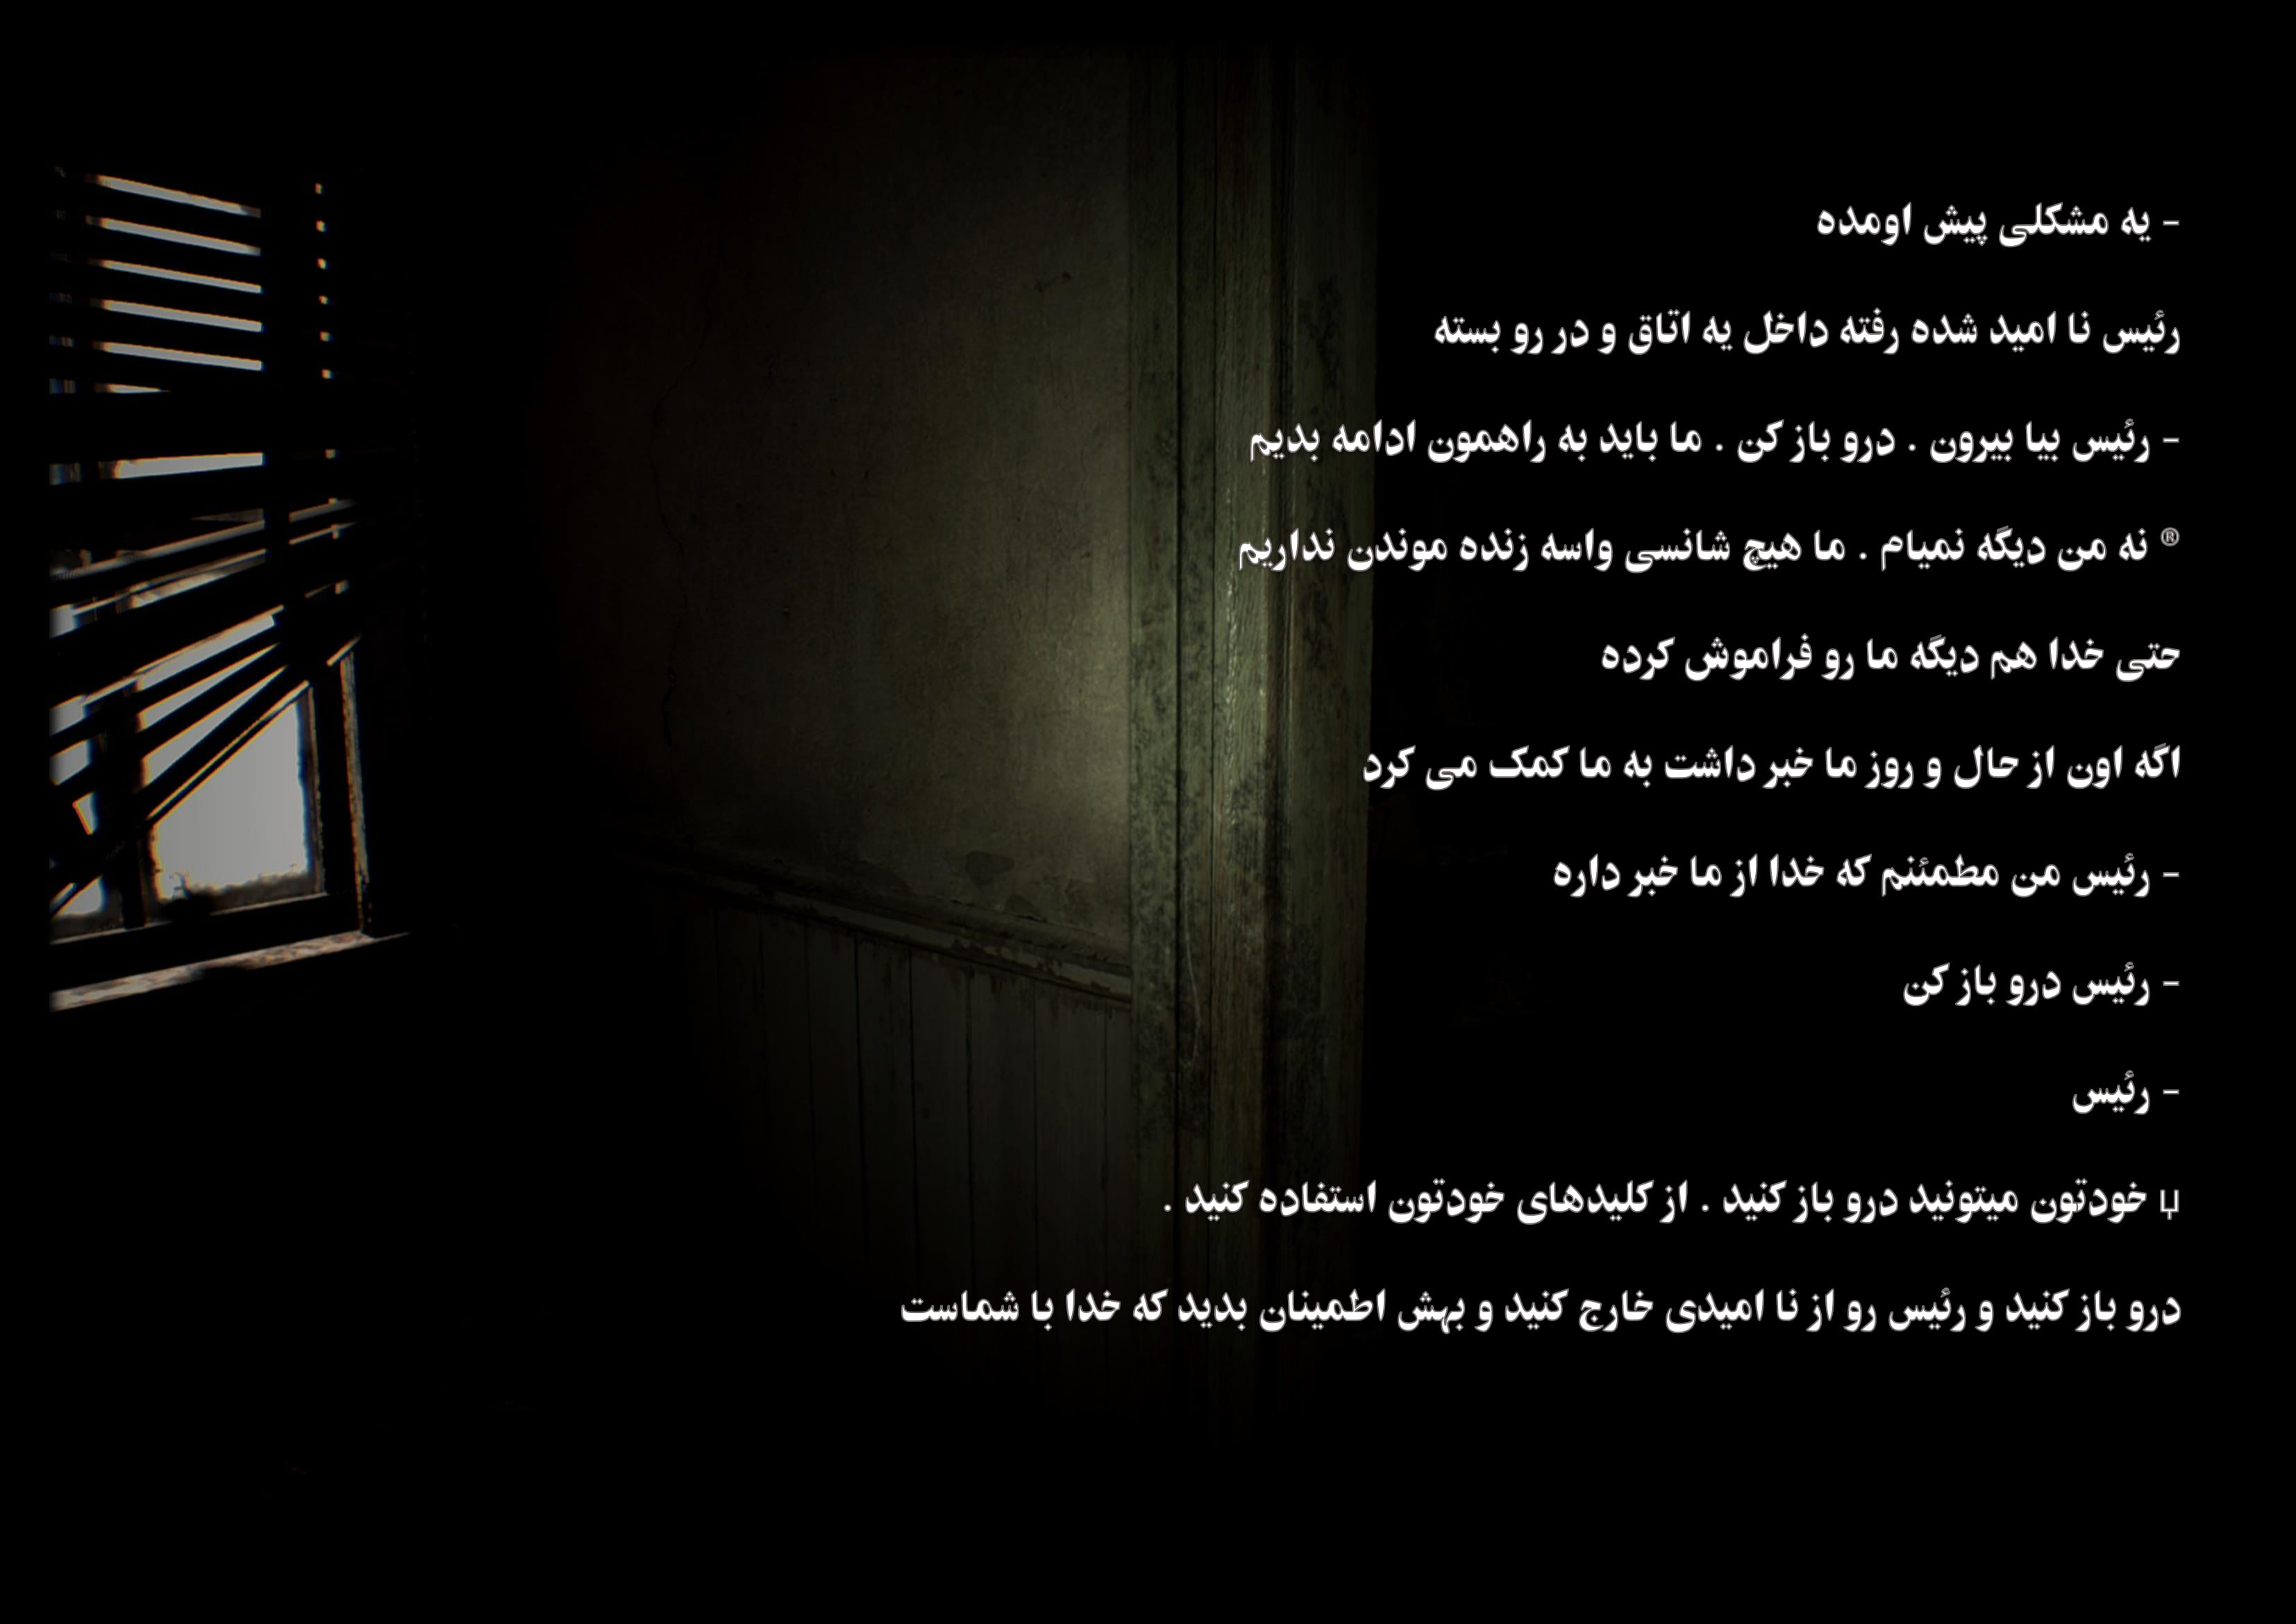 - یه مشکلی پیش اومده
رئیس نا امید شده رفته داخل یه اتاق و در رو بسته
- رئیس بیا بیرون . درو باز کن . ما باید به راهمون ادامه بدیم
® نه من دیگه نمیام . ما هیچ شانسی واسه زنده موندن نداریم
حتی خدا هم دیگه ما رو فراموش کرده
اگه اون از حال و روز ما خبر داشت به ما کمک می کرد
- رئیس من مطمئنم که خدا از ما خبر داره
- رئیس درو باز کن
- رئیس
џ خودتون میتونید درو باز کنید . از کلیدهای خودتون استفاده کنید .
درو باز کنید و رئیس رو از نا امیدی خارج کنید و بهش اطمینان بدید که خدا با شماست